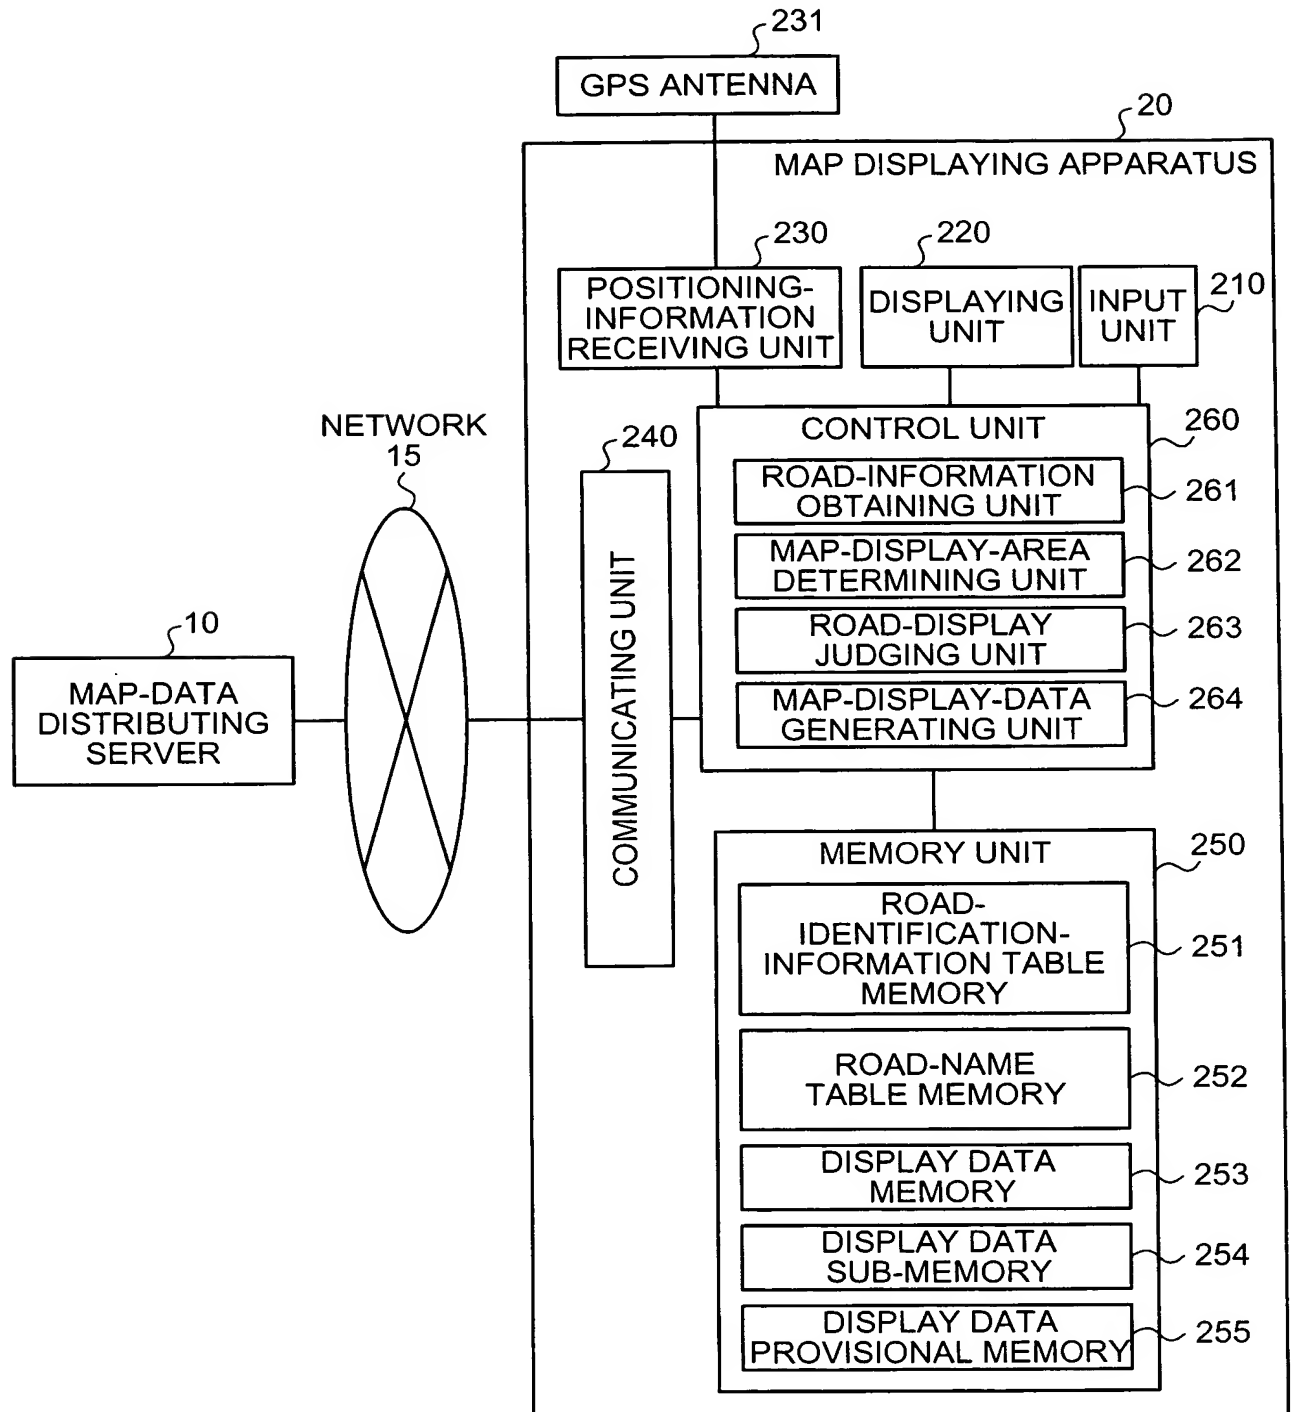 231
GPS ANTENNA
20
MAP DISPLAYING APPARATUS
230
220
POSITIONING-
INFORMATION
RECEIVING UNIT
DISPLAYING
UNIT
INPUT
UNIT
210
NETWORK
15
240
CONTROL UNIT
260
ROAD-INFORMATION
OBTAINING UNIT
261
MAP-DISPLAY-AREA
DETERMINING UNIT
262
ROAD-DISPLAY
JUDGING UNIT
263
MAP-DISPLAY-DATA
GENERATING UNIT
264
10
MAP-DATA
DISTRIBUTING
SERVER
COMMUNICATING UNIT
MEMORY UNIT
250
ROAD-
IDENTIFICATION-
INFORMATION TABLE
MEMORY
251
ROAD-NAME
TABLE MEMORY
252
DISPLAY DATA
MEMORY
253
DISPLAY DATA
SUB-MEMORY
254
DISPLAY DATA
PROVISIONAL MEMORY
255